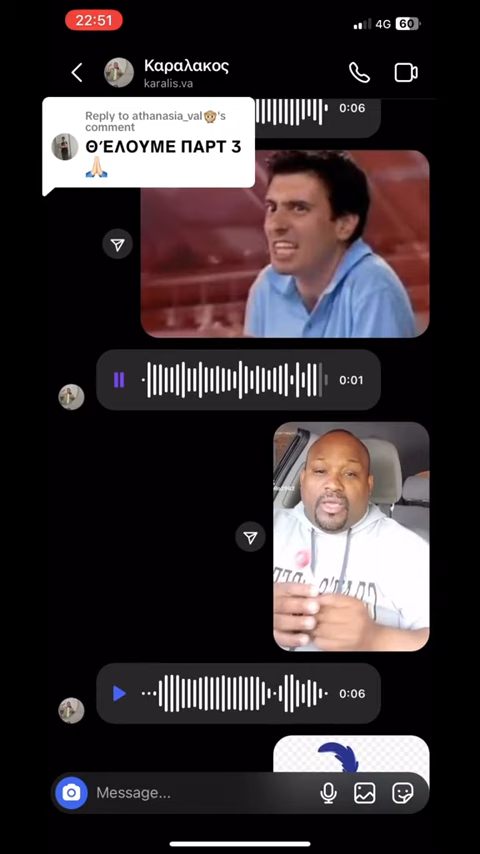 22:51
4G 60
Καραλακος
karalis.va
0:06
Reply to athanasia_val🐵's
comment
ΘΈΛΟΥΜΕ ΠΑΡΤ 3
🙏🏻
0:01
0:06
Message...